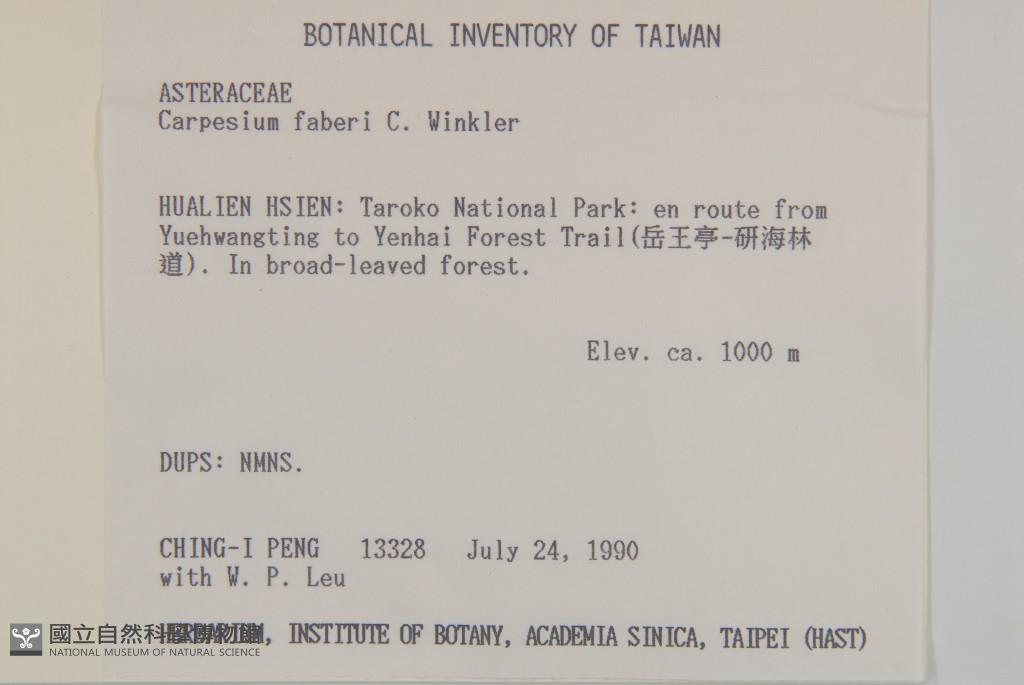 BOTANICAL INVENTORY OF TAIWAN
ASTERACEAE
Carpesium faberi C. Winkler
HUALIEN HSIEN: Taroko National Park: en route from
Yuehwangting to Yenhai Forest Trail(岳王亭-研海林
道). In broad-leaved forest.
Elev. ca. 1000 m
DUPS: NMNS.
CHING-I PENG 13328 July 24, 1990
with W. P. Leu
HERBARIUM, INSTITUTE OF BOTANY, ACADEMIA SINICA, TAIPEI (HAST)
國立自然科學博物館
NATIONAL MUSEUM OF NATURAL SCIENCE